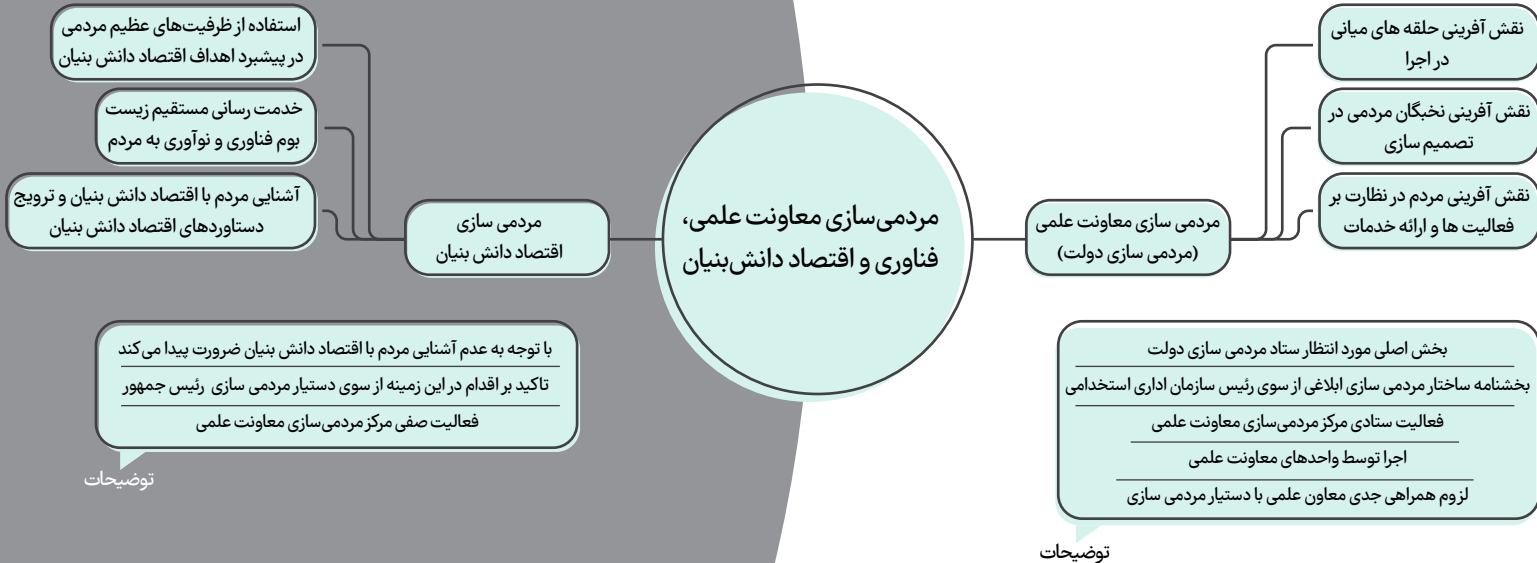 مردمی‌سازی معاونت علمی،
فناوری و اقتصاد دانش‌بنیان
مردمی سازی معاونت علمی
(مردمی سازی دولت)
نقش آفرینی حلقه های میانی
در اجرا
نقش آفرینی نخبگان مردمی در
تصمیم سازی
نقش آفرینی مردم در نظارت بر
فعالیت ها و ارائه خدمات
بخش اصلی مورد انتظار ستاد مردمی سازی دولت
بخشنامه ساختار مردمی سازی ابلاغی از سوی رئیس سازمان اداری استخدامی
فعالیت ستادی مرکز مردمی‌سازی معاونت علمی
اجرا توسط واحدهای معاونت علمی
لزوم همراهی جدی معاون علمی با دستیار مردمی سازی
توضیحات
مردمی سازی
اقتصاد دانش بنیان
استفاده از ظرفیت‌های عظیم مردمی
در پیشبرد اهداف اقتصاد دانش بنیان
خدمت رسانی مستقیم زیست
بوم فناوری و نوآوری به مردم
آشنایی مردم با اقتصاد دانش بنیان و ترویج
دستاوردهای اقتصاد دانش بنیان
با توجه به عدم آشنایی مردم با اقتصاد دانش بنیان ضرورت پیدا می‌کند
تاکید بر اقدام در این زمینه از سوی دستیار مردمی سازی رئیس جمهور
فعالیت صفی مرکز مردمی‌سازی معاونت علمی
توضیحات